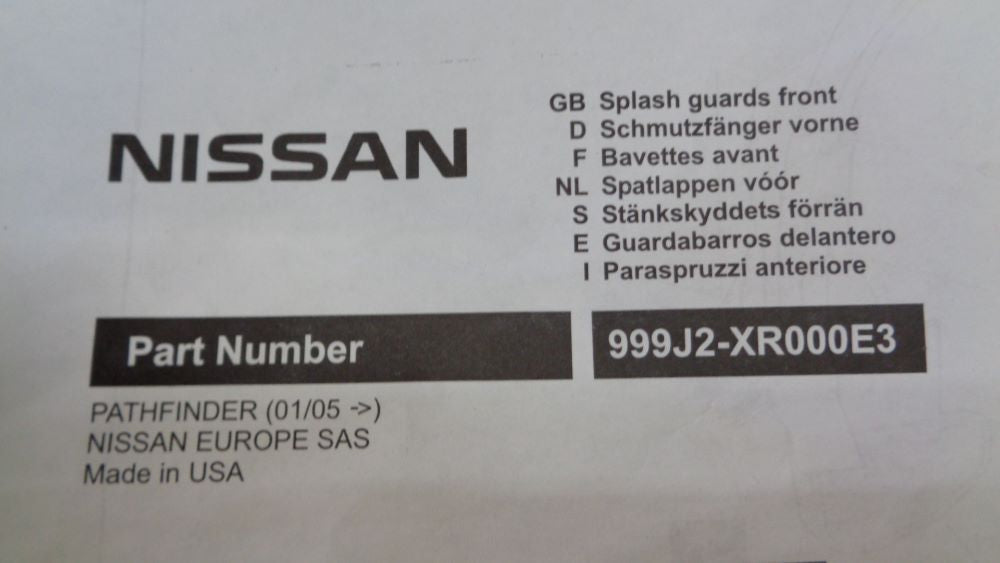 NISSAN
GB Splash guards front
D Schmutzfänger vorne
F Bavettes avant
NL Spatlappen vóór
S Stänkskyddets förrän
E Guardabarros delantero
I Paraspruzzi anteriore
Part Number
999J2-XR000E3
PATHFINDER (01/05 ->)
NISSAN EUROPE SAS
Made in USA